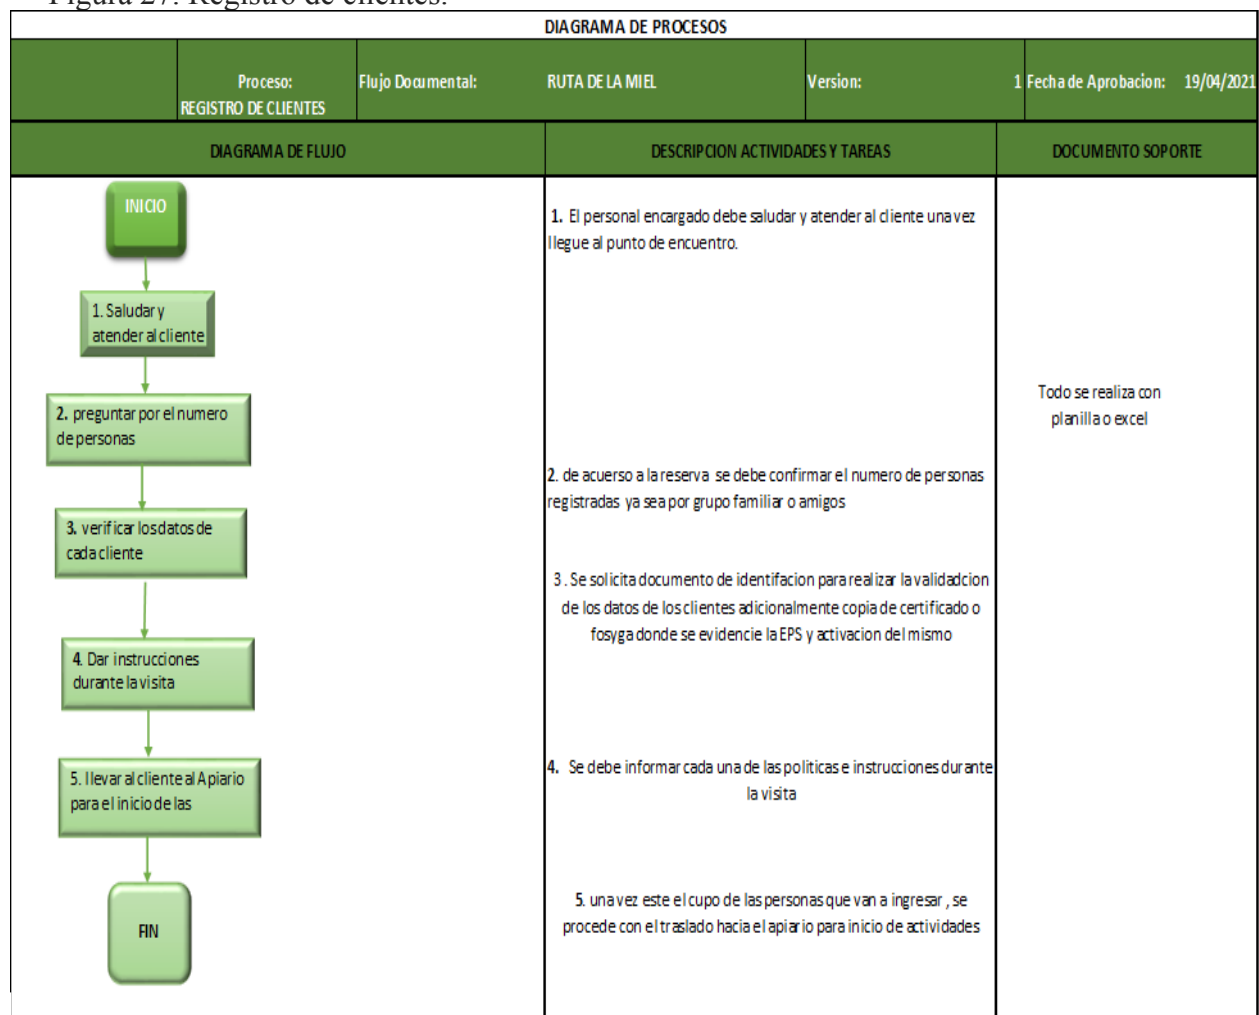 Figura 27. Registro de clientes.
DIAGRAMA DE PROCESOS
Proceso:
REGISTRO DE CLIENTES
Flujo Documental:
RUTA DE LA MIEL
Version:
1
Fecha de Aprobacion:
19/04/2021
DIAGRAMA DE FLUJO
DESCRIPCION ACTIVIDADES Y TAREAS
DOCUMENTO SOPORTE
INICIO
1. Saludar y
atender al cliente
2. preguntar por el numero
de personas
3. verificar los datos de
cada cliente
4. Dar instrucciones
durante la visita
5. llevar al cliente al Apiario
para el inicio de las
FIN
1. El personal encargado debe saludar y atender al cliente una vez
llegue al punto de encuentro.
2. de acuerso a la reserva se debe confirmar el numero de personas
registradas ya sea por grupo familiar o amigos
3 . Se solicita documento de identifacion para realizar la validadcion
de los datos de los clientes adicionalmente copia de certificado o
fosyga donde se evidencie la EPS y activacion del mismo
4. Se debe informar cada una de las politicas e instrucciones durante
la visita
5. una vez este el cupo de las personas que van a ingresar , se
procede con el traslado hacia el apiario para inicio de actividades
Todo se realiza con
planilla o excel